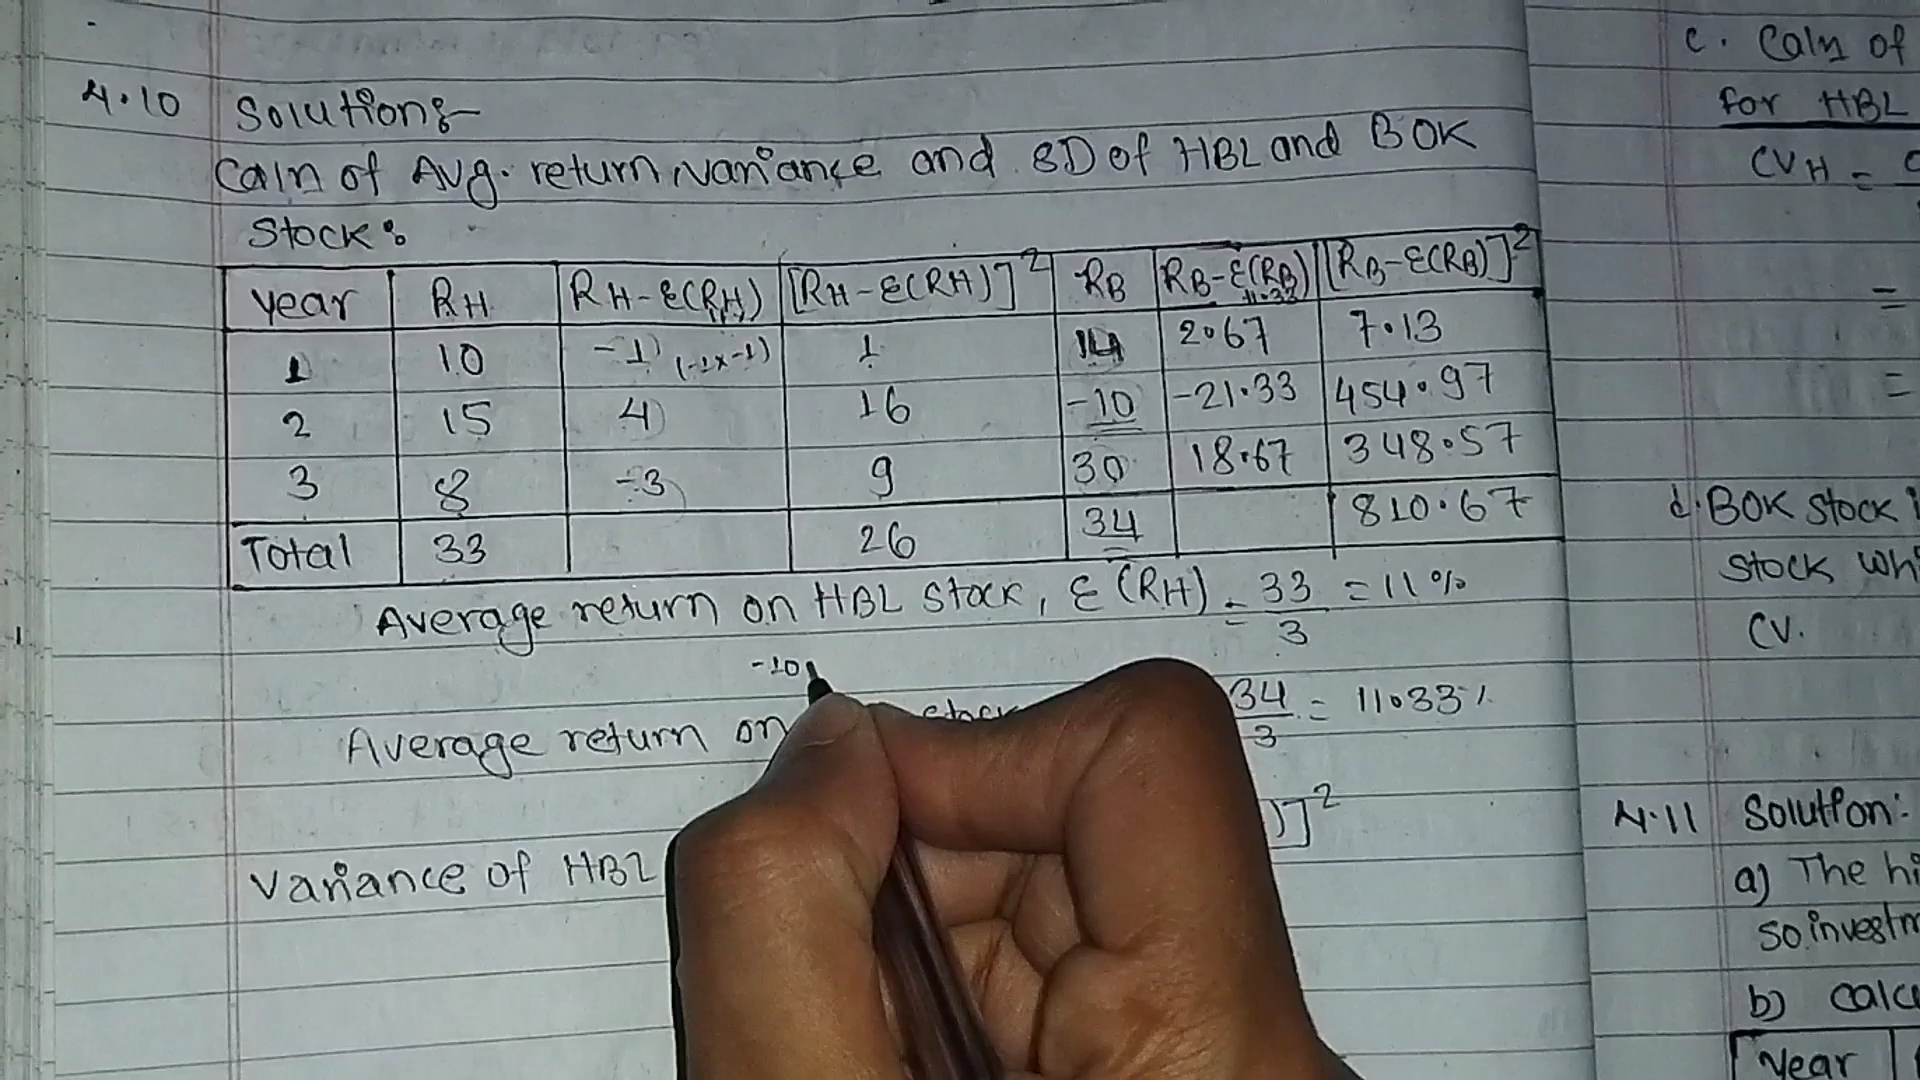 4.10 Solution:-
Caln of Avg. return, variance and SD of HBL and BOK
Stock:
year RH RH-E(RH) [RH-E(RH)]² RB RB-E(RB) [RB-E(RB)]²
11.33
1 10 -1 (-1x-1) 1 14 2.67 7.13
2 15 4 16 -10 -21.33 454.97
3 8 -3 9 30 18.67 348.57
Total 33 26 34 810.67
Average return on HBL Stock, E(RH) = 33/3 = 11%
-10
Average return on stock 34/3 = 11.33%
)]²
Variance of HBL
c. Caln of
for HBL
CVH =
=
=
d. BOK stock
stock wh
CV.
4.11 Solution:
a) The hi
so investm
b) calcu
Year